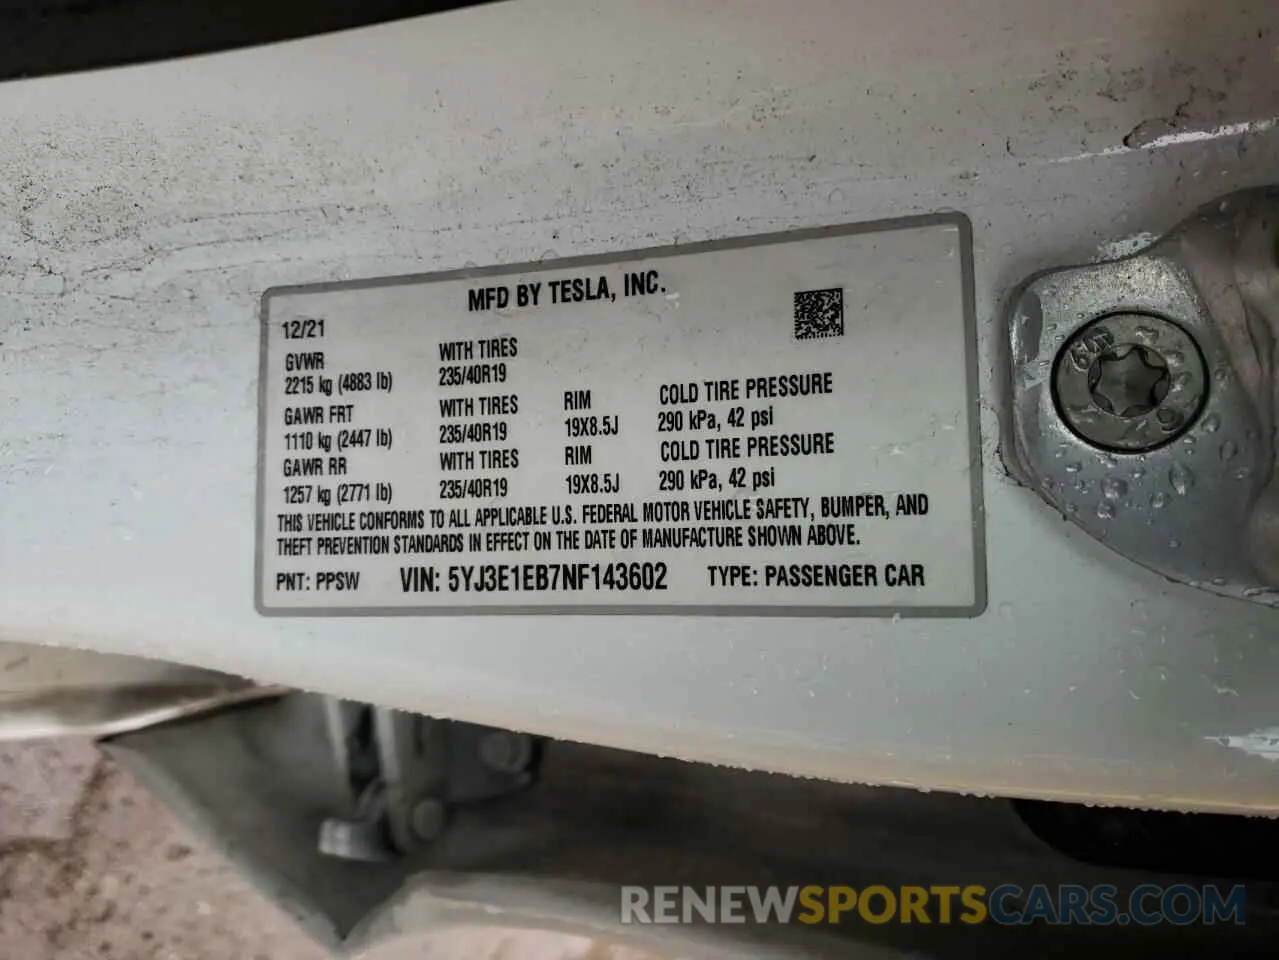 MFD BY TESLA, INC.
12/21
GVWR WITH TIRES
2215 kg (4883 lb) 235/40R19
GAWR FRT WITH TIRES RIM COLD TIRE PRESSURE
1110 kg (2447 lb) 235/40R19 19X8.5J 290 kPa, 42 psi
GAWR RR WITH TIRES RIM COLD TIRE PRESSURE
1257 kg (2771 lb) 235/40R19 19X8.5J 290 kPa, 42 psi
THIS VEHICLE CONFORMS TO ALL APPLICABLE U.S. FEDERAL MOTOR VEHICLE SAFETY, BUMPER, AND
THEFT PREVENTION STANDARDS IN EFFECT ON THE DATE OF MANUFACTURE SHOWN ABOVE.
PNT: PPSW VIN: 5YJ3E1EB7NF143602 TYPE: PASSENGER CAR
RENEWSPORTSCARS.COM